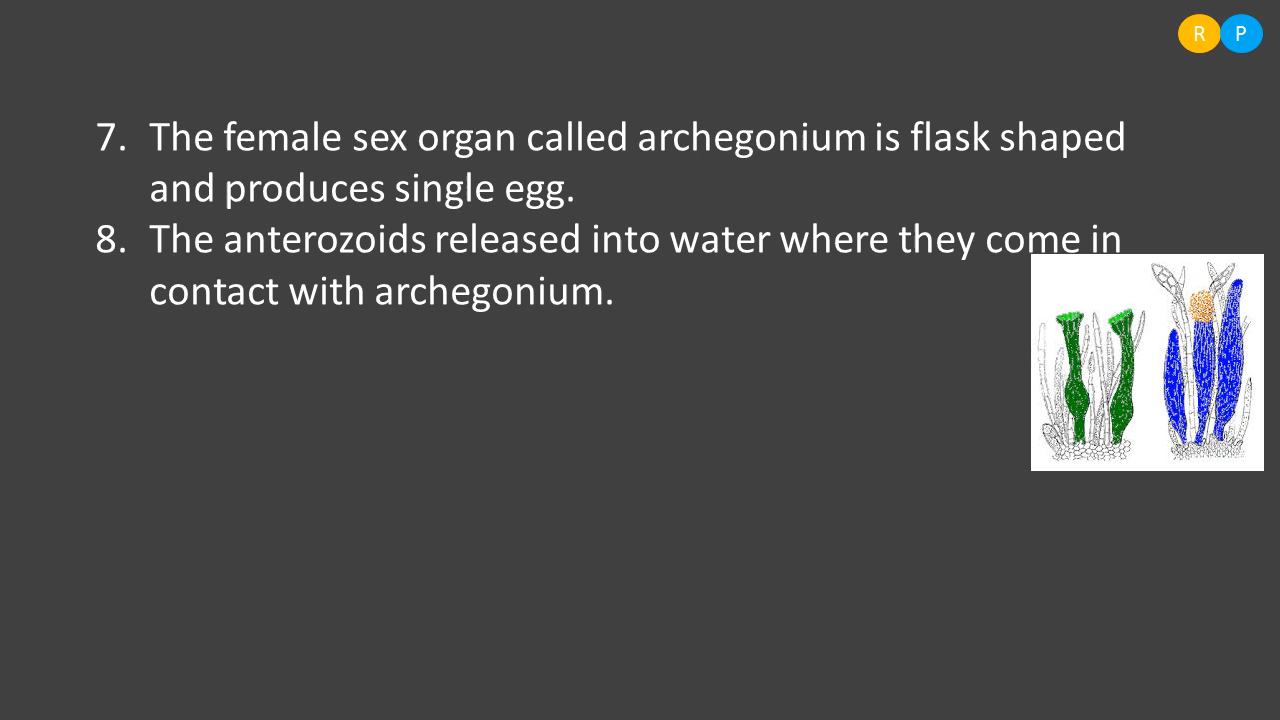 R P
7. The female sex organ called archegonium is flask shaped
and produces single egg.
8. The anterozoids released into water where they come in
contact with archegonium.